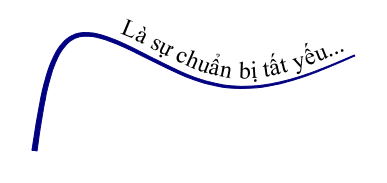 Là sự chuẩn bị tất yếu...